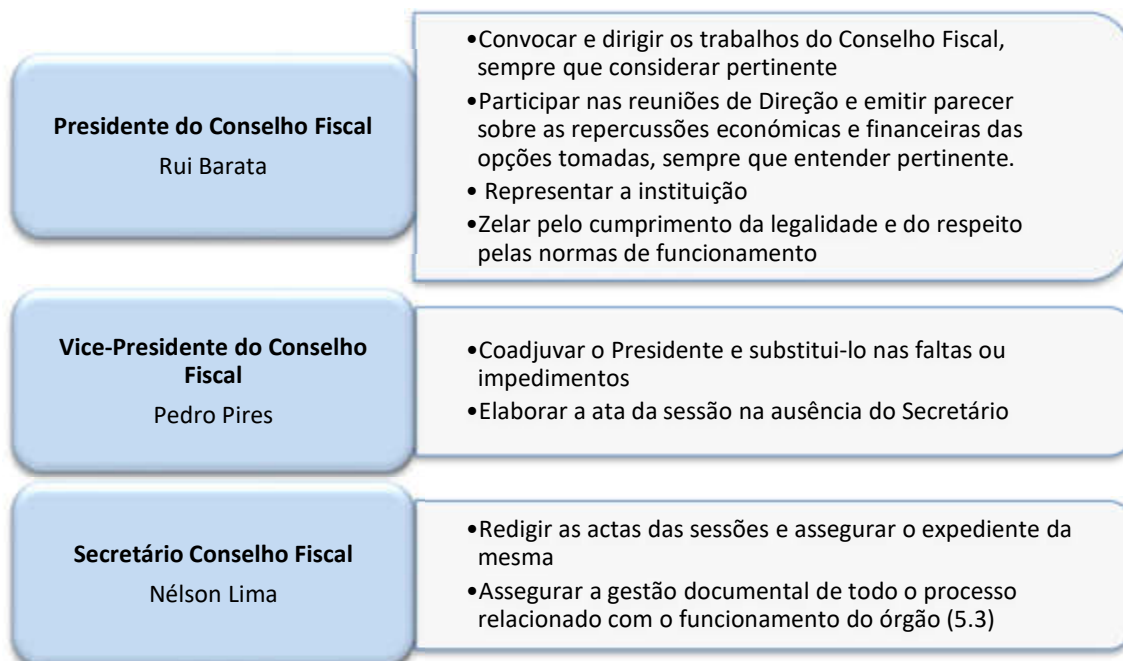 Presidente do Conselho Fiscal
Rui Barata
•Convocar e dirigir os trabalhos do Conselho Fiscal,
sempre que considerar pertinente
•Participar nas reuniões de Direção e emitir parecer
sobre as repercussões económicas e financeiras das
opções tomadas, sempre que entender pertinente.
• Representar a instituição
•Zelar pelo cumprimento da legalidade e do respeito
pelas normas de funcionamento
Vice-Presidente do Conselho
Fiscal
Pedro Pires
•Coadjuvar o Presidente e substitui-lo nas faltas ou
impedimentos
•Elaborar a ata da sessão na ausência do Secretário
Secretário Conselho Fiscal
Nélson Lima
•Redigir as actas das sessões e assegurar o expediente da
mesma
•Assegurar a gestão documental de todo o processo
relacionado com o funcionamento do órgão (5.3)